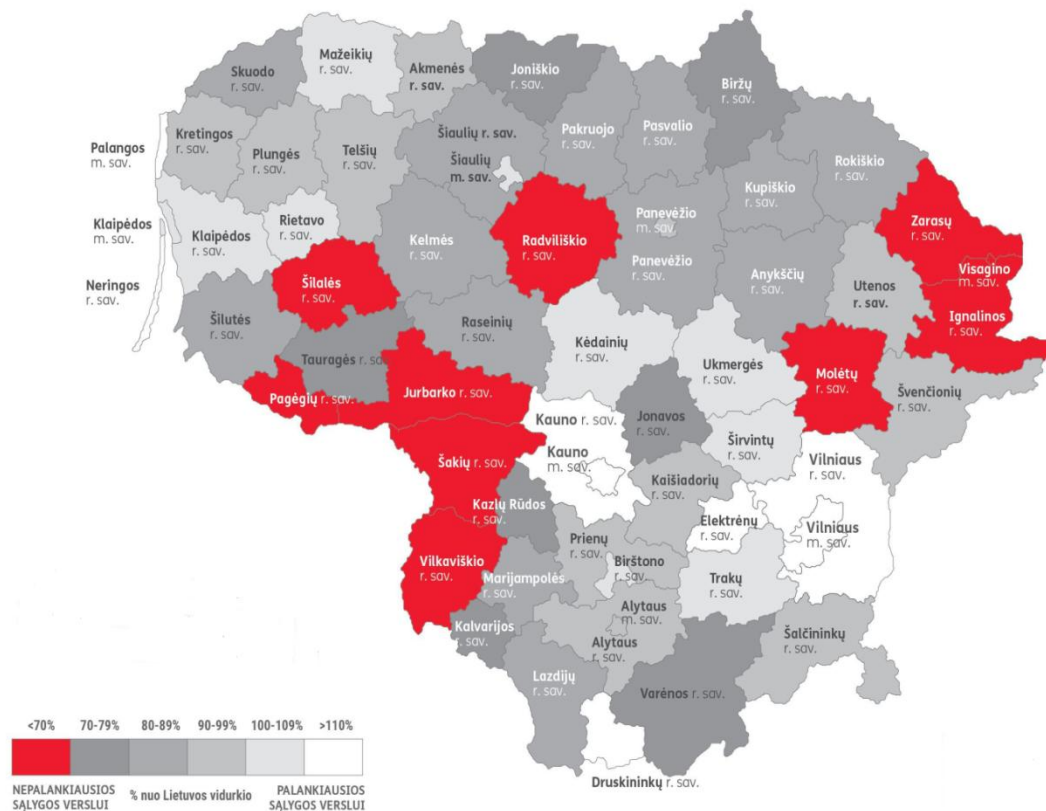 Mažeikių
r. sav.
Skuodo
r. sav.
Akmenės
r. sav.
Joniškio
r. sav.
Biržų
r. sav.
Palangos
m. sav.
Kretingos
r. sav.
Plungės
r. sav.
Telšių
r. sav.
Šiaulių r. sav.
Šiaulių
m. sav.
Pakruojo
r. sav.
Pasvalio
r. sav.
Rokiškio
r. sav.
Kupiškio
r. sav.
Klaipėdos
m. sav.
Klaipėdos
r. sav.
Rietavo
r. sav.
Kelmės
r. sav.
Radviliškio
r. sav.
Panevėžio
m. sav.
Panevėžio
r. sav.
Anykščių
r. sav.
Zarasų
r. sav.
Visagino
m. sav.
Utenos
r. sav.
Ignalinos
r. sav.
Neringos
r. sav.
Šilalės
r. sav.
Šilutės
r. sav.
Raseinių
r. sav.
Kėdainių
r. sav.
Ukmergės
r. sav.
Molėtų
r. sav.
Švenčionių
r. sav.
Tauragės r. sav.
Pagėgių r. sav.
Jurbarko r. sav.
Kauno r. sav.
Kauno
m. sav.
Jonavos
r. sav.
Širvintų
r. sav.
Vilniaus
r. sav.
Šakių r. sav.
Kaišiadorių
r. sav.
Kazlų Rūdos
r. sav.
Elektrėnų
r. sav.
Vilniaus
m. sav.
Prienų
r. sav.
Vilkaviškio
r. sav.
Birštono
r. sav.
Marijampolės
r. sav.
Trakų
r. sav.
Alytaus
m. sav.
Kalvarijos
r. sav.
Alytaus
r. sav.
Šalčininkų
r. sav.
Lazdijų
r. sav.
Varėnos r. sav.
Druskininkų r. sav.
<70% 70-79% 80-89% 90-99% 100-109% >110%
NEPALANKIAUSIOS
SĄLYGOS VERSLUI
% nuo Lietuvos vidurkio
PALANKIAUSIOS
SĄLYGOS VERSLUI